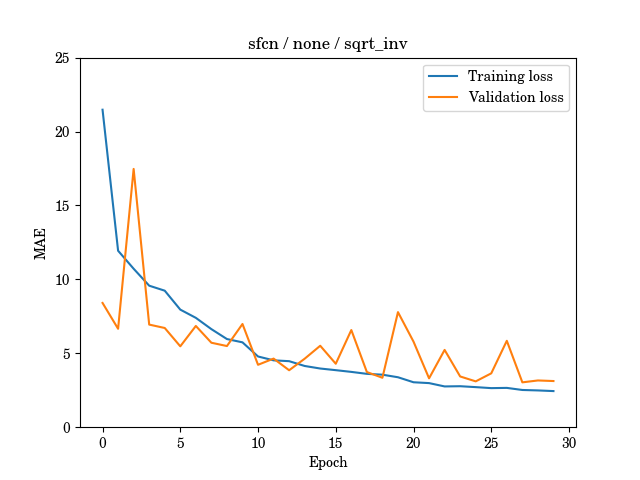 sfcn / none / sqrt_inv
25
20
15
10
5
0
MAE
Training loss
Validation loss
0 5 10 15 20 25 30
Epoch